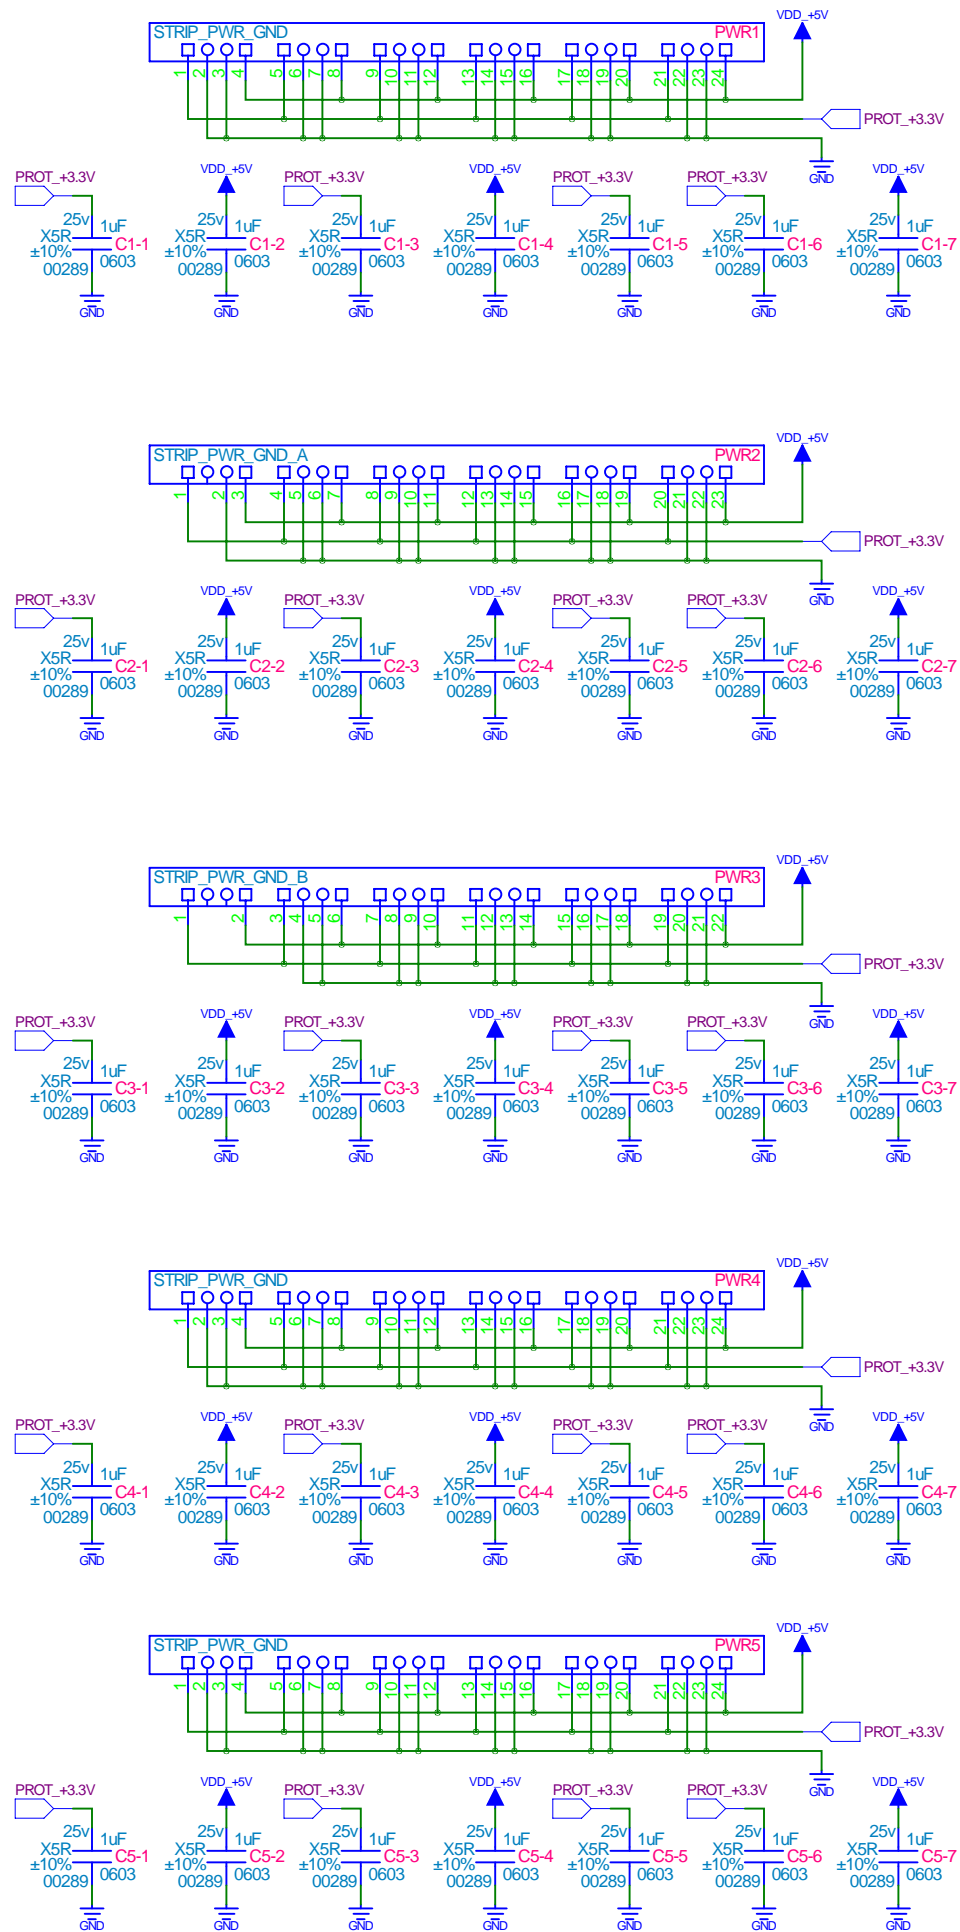 STRIP_PWR_GND PWR1 VDD_+5V
1 2 3 4 5 6 7 8 9 10 11 12 13 14 15 16 17 18 19 20 21 22 23 24
PROT_+3.3V
GND
PROT_+3.3V VDD_+5V PROT_+3.3V VDD_+5V PROT_+3.3V PROT_+3.3V VDD_+5V
25v 1uF 25v 1uF 25v 1uF 25v 1uF 25v 1uF 25v 1uF 25v 1uF
X5R C1-1 X5R C1-2 X5R C1-3 X5R C1-4 X5R C1-5 X5R C1-6 X5R C1-7
±10% 0603 ±10% 0603 ±10% 0603 ±10% 0603 ±10% 0603 ±10% 0603 ±10% 0603
00289 00289 00289 00289 00289 00289 00289
GND GND GND GND GND GND GND
STRIP_PWR_GND_A PWR2 VDD_+5V
1 2 3 4 5 6 7 8 9 10 11 12 13 14 15 16 17 18 19 20 21 22 23
PROT_+3.3V
GND
PROT_+3.3V VDD_+5V PROT_+3.3V VDD_+5V PROT_+3.3V PROT_+3.3V VDD_+5V
25v 1uF 25v 1uF 25v 1uF 25v 1uF 25v 1uF 25v 1uF 25v 1uF
X5R C2-1 X5R C2-2 X5R C2-3 X5R C2-4 X5R C2-5 X5R C2-6 X5R C2-7
±10% 0603 ±10% 0603 ±10% 0603 ±10% 0603 ±10% 0603 ±10% 0603 ±10% 0603
00289 00289 00289 00289 00289 00289 00289
GND GND GND GND GND GND GND
STRIP_PWR_GND_B PWR3 VDD_+5V
1 2 3 4 5 6 7 8 9 10 11 12 13 14 15 16 17 18 19 20 21 22
PROT_+3.3V
GND
PROT_+3.3V VDD_+5V PROT_+3.3V VDD_+5V PROT_+3.3V PROT_+3.3V VDD_+5V
25v 1uF 25v 1uF 25v 1uF 25v 1uF 25v 1uF 25v 1uF 25v 1uF
X5R C3-1 X5R C3-2 X5R C3-3 X5R C3-4 X5R C3-5 X5R C3-6 X5R C3-7
±10% 0603 ±10% 0603 ±10% 0603 ±10% 0603 ±10% 0603 ±10% 0603 ±10% 0603
00289 00289 00289 00289 00289 00289 00289
GND GND GND GND GND GND GND
STRIP_PWR_GND PWR4 VDD_+5V
1 2 3 4 5 6 7 8 9 10 11 12 13 14 15 16 17 18 19 20 21 22 23 24
PROT_+3.3V
GND
PROT_+3.3V VDD_+5V PROT_+3.3V VDD_+5V PROT_+3.3V PROT_+3.3V VDD_+5V
25v 1uF 25v 1uF 25v 1uF 25v 1uF 25v 1uF 25v 1uF 25v 1uF
X5R C4-1 X5R C4-2 X5R C4-3 X5R C4-4 X5R C4-5 X5R C4-6 X5R C4-7
±10% 0603 ±10% 0603 ±10% 0603 ±10% 0603 ±10% 0603 ±10% 0603 ±10% 0603
00289 00289 00289 00289 00289 00289 00289
GND GND GND GND GND GND GND
STRIP_PWR_GND PWR5 VDD_+5V
1 2 3 4 5 6 7 8 9 10 11 12 13 14 15 16 17 18 19 20 21 22 23 24
PROT_+3.3V
GND
PROT_+3.3V VDD_+5V PROT_+3.3V VDD_+5V PROT_+3.3V PROT_+3.3V VDD_+5V
25v 1uF 25v 1uF 25v 1uF 25v 1uF 25v 1uF 25v 1uF 25v 1uF
X5R C5-1 X5R C5-2 X5R C5-3 X5R C5-4 X5R C5-5 X5R C5-6 X5R C5-7
±10% 0603 ±10% 0603 ±10% 0603 ±10% 0603 ±10% 0603 ±10% 0603 ±10% 0603
00289 00289 00289 00289 00289 00289 00289
GND GND GND GND GND GND GND